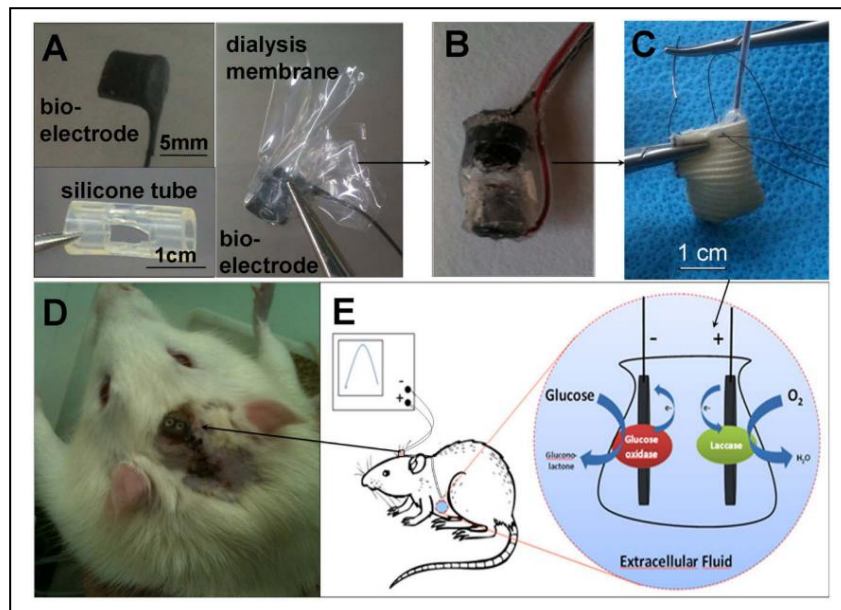 A
bio-
electrode
5mm
silicone tube
1cm
dialysis
membrane
bio-
electrode
B
C
1 cm
D
E
-
+
-
+
Glucose
Glucono-
lactone
Glucose
oxidase
e-
e-
Laccase
O₂
H₂O
Extracellular Fluid